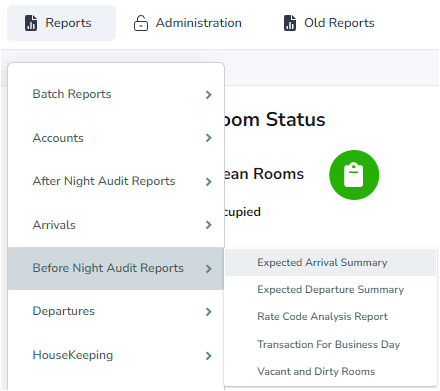 Reports
Administration
Old Reports
Batch Reports
Accounts
After Night Audit Reports
Arrivals
Before Night Audit Reports
Departures
HouseKeeping
oom Status
ean Rooms
cupied
Expected Arrival Summary
Expected Departure Summary
Rate Code Analysis Report
Transaction For Business Day
Vacant and Dirty Rooms